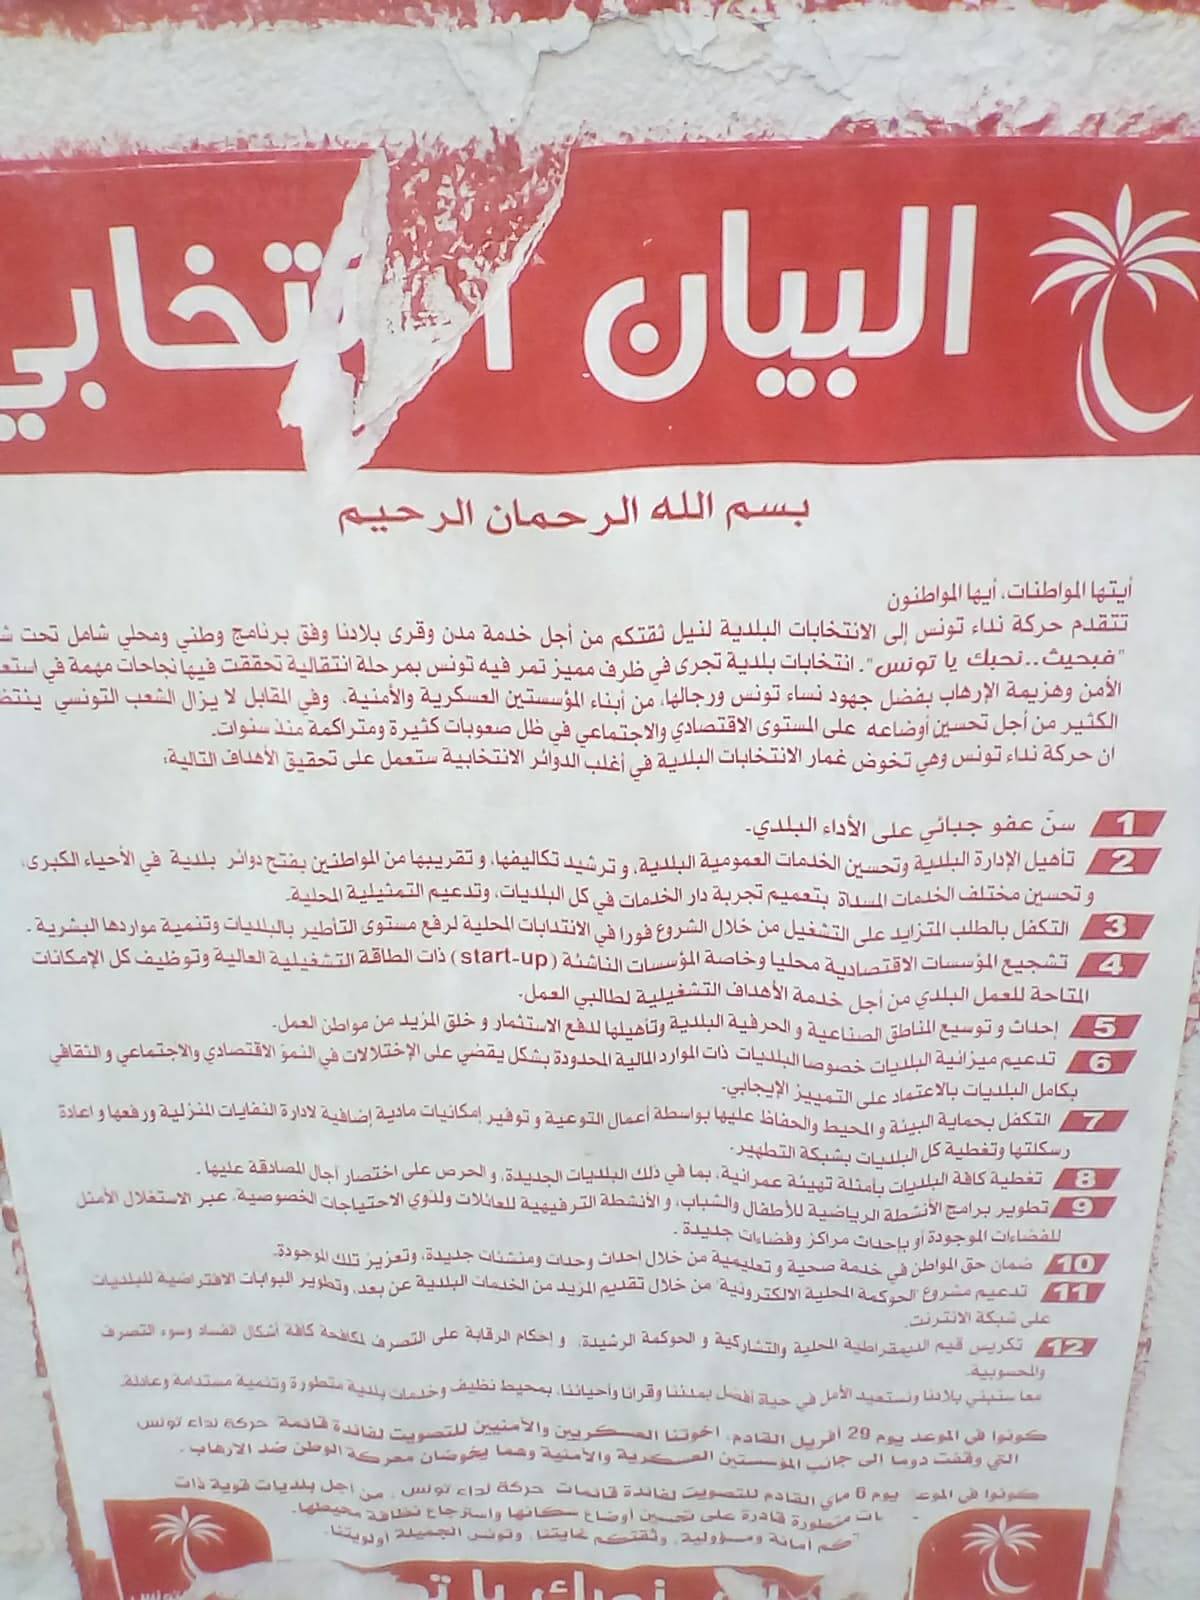 البيان ا تخابي
بسم الله الرحمان الرحيم
أيتها المواطنات، أيها المواطنون
تتقدم حركة نداء تونس إلى الانتخابات البلدية لنيل ثقتكم من أجل خدمة مدن وقرى بلادنا وفق برنامج وطني ومحلي شامل تحت
"فبحيث..نحبك يا تونس". انتخابات بلدية تجرى في ظرف مميز تمر فيه تونس بمرحلة انتقالية تحققت فيها نجاحات مهمة في
الأمن وهزيمة الإرهاب بفضل جهود نساء تونس ورجالها، من أبناء المؤسستين العسكرية والأمنية. وفي المقابل لا يزال الشعب التونسي
الكثير من أجل تحسين أوضاعه على المستوى الاقتصادي والاجتماعي في ظل صعوبات كثيرة ومتراكمة منذ سنوات.
ان حركة نداء تونس وهي تخوض غمار الانتخابات البلدية في أغلب الدوائر الانتخابية ستعمل على تحقيق الأهداف التالية:
1 سنّ عفو جبائي على الأداء البلدي.
2 تأهيل الإدارة البلدية وتحسين الخدمات العمومية البلدية، و ترشيد تكاليفها، و تقريبها من المواطنين بفتح دوائر بلدية في الأحياء الكبرى،
و تحسين مختلف الخدمات المسداة بتعميم تجربة دار الخدمات في كل البلديات، وتدعيم التمثيلية المحلية.
3 التكفل بالطلب المتزايد على التشغيل من خلال الشروع فورا في الانتدابات المحلية لرفع مستوى التأطير بالبلديات وتنمية مواردها البشرية .
4 تشجيع المؤسسات الاقتصادية محليا وخاصة المؤسسات الناشئة (start-up) ذات الطاقة التشغيلية العالية وتوظيف كل الإمكانات
المتاحة للعمل البلدي من أجل خدمة الأهداف التشغيلية لطالبي العمل.
5 إحداث و توسيع المناطق الصناعية و الحرفية البلدية وتأهيلها لدفع الاستثمار و خلق المزيد من مواطن العمل.
6 تدعيم ميزانية البلديات خصوصا البلديات ذات الموارد المالية المحدودة بشكل يقضي على الإختلالات في النموّ الاقتصادي والاجتماعي و الثقافي
بكامل البلديات بالاعتماد على التمييز الإيجابي.
7 التكفل بحماية البيئة و المحيط والحفاظ عليها بواسطة أعمال التوعية و توفير إمكانيات مادية إضافية لادارة النفايات المنزلية ورفعها و اعادة
رسكلتها وتغطية كل البلديات بشبكة التطهير.
8 تغطية كافة البلديات بأمثلة تهيئة عمرانية، بما في ذلك البلديات الجديدة، و الحرص على اختصار آجال المصادقة عليها .
9 تطوير برامج الأنشطة الرياضية للأطفال والشباب، و الأنشطة الترفيهية للعائلات ولذوي الاحتياجات الخصوصية، عبر الاستغلال الأمثل
للفضاءات الموجودة أو بإحداث مراكز وفضاءات جديدة .
10 ضمان حق المواطن في خدمة صحية و تعليمية من خلال إحداث وحدات ومنشئات جديدة، وتعزيز تلك الموجودة.
11 تدعيم مشروع "الحوكمة المحلية الالكترونية" من خلال تقديم المزيد من الخدمات البلدية عن بعد، وتطوير البوابات الافتراضية للبلديات
على شبكة الانترنت.
12 تكريس قيم الديمقراطية المحلية والتشاركية و الحوكمة الرشيدة، و إحكام الرقابة على التصرف لمكافحة كافة أشكال الفساد وسوء التصرف
والمحسوبية.
معا سنبني بلادنا ونستعيد الأمل في حياة أفضل بمدننا وقرانا وأحيائنا، بمحيط نظيف وخدمات بلدية متطورة وتنمية مستدامة وعادلة.
كونوا في الموعد يوم 29 أفريل القادم، اخوتنا العسكريين والأمنيين للتصويت لفائدة قائمة حركة نداء تونس
التي وقفت دوما الى جانب المؤسستين العسكرية والأمنية وهما يخوضان معركة الوطن ضد الارهاب .
كونوا في الموعد يوم 6 ماي القادم للتصويت لفائدة قائمات حركة نداء تونس ، من أجل بلديات قوية ذات
متطورة قادرة على تحسين أوضاع سكانها واسترجاع نظافة محيطها.
أمانة ومسؤولية، وثقتكم غايتنا، وتونس الجميلة أولويتنا.
نحبك يا